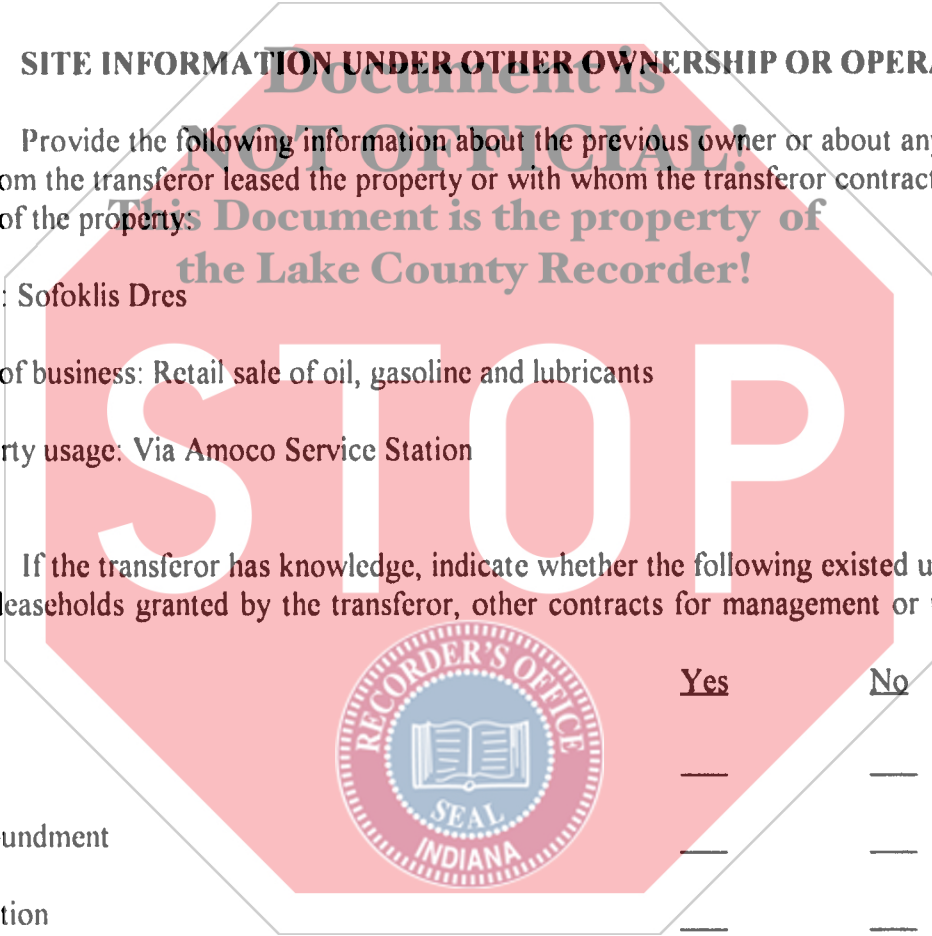 SITE INFORMATION UNDER OTHER OWNERSHIP OR OPERA
Document is
Provide the following information about the previous owner or about any
NOT OFFICIAL!
om the transferor leased the property or with whom the transferor contract
of the property:
This Document is the property of
the Lake County Recorder!
: Sofoklis Dres
STOP
of business: Retail sale of oil, gasoline and lubricants
rty usage: Via Amoco Service Station
If the transferor has knowledge, indicate whether the following existed u
leaseholds granted by the transferor, other contracts for management or
RECORDER'S OFFICE
Yes No
SEAL
INDIANA
undment
tion